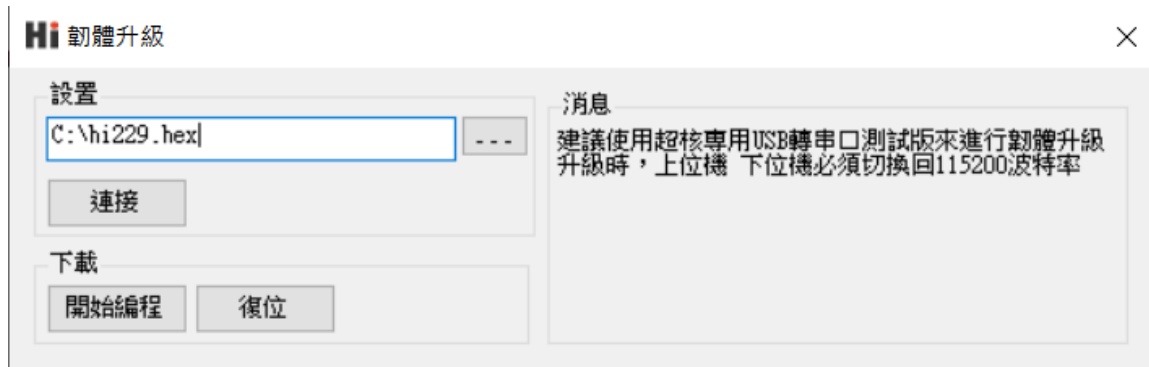 Hi 韌體升級
設置
C:\hi229.hex
...
連接
下載
開始編程
復位
消息
建議使用超核專用USB轉串口測試版來進行韌體升級
升級時，上位機 下位機必須切換回115200波特率